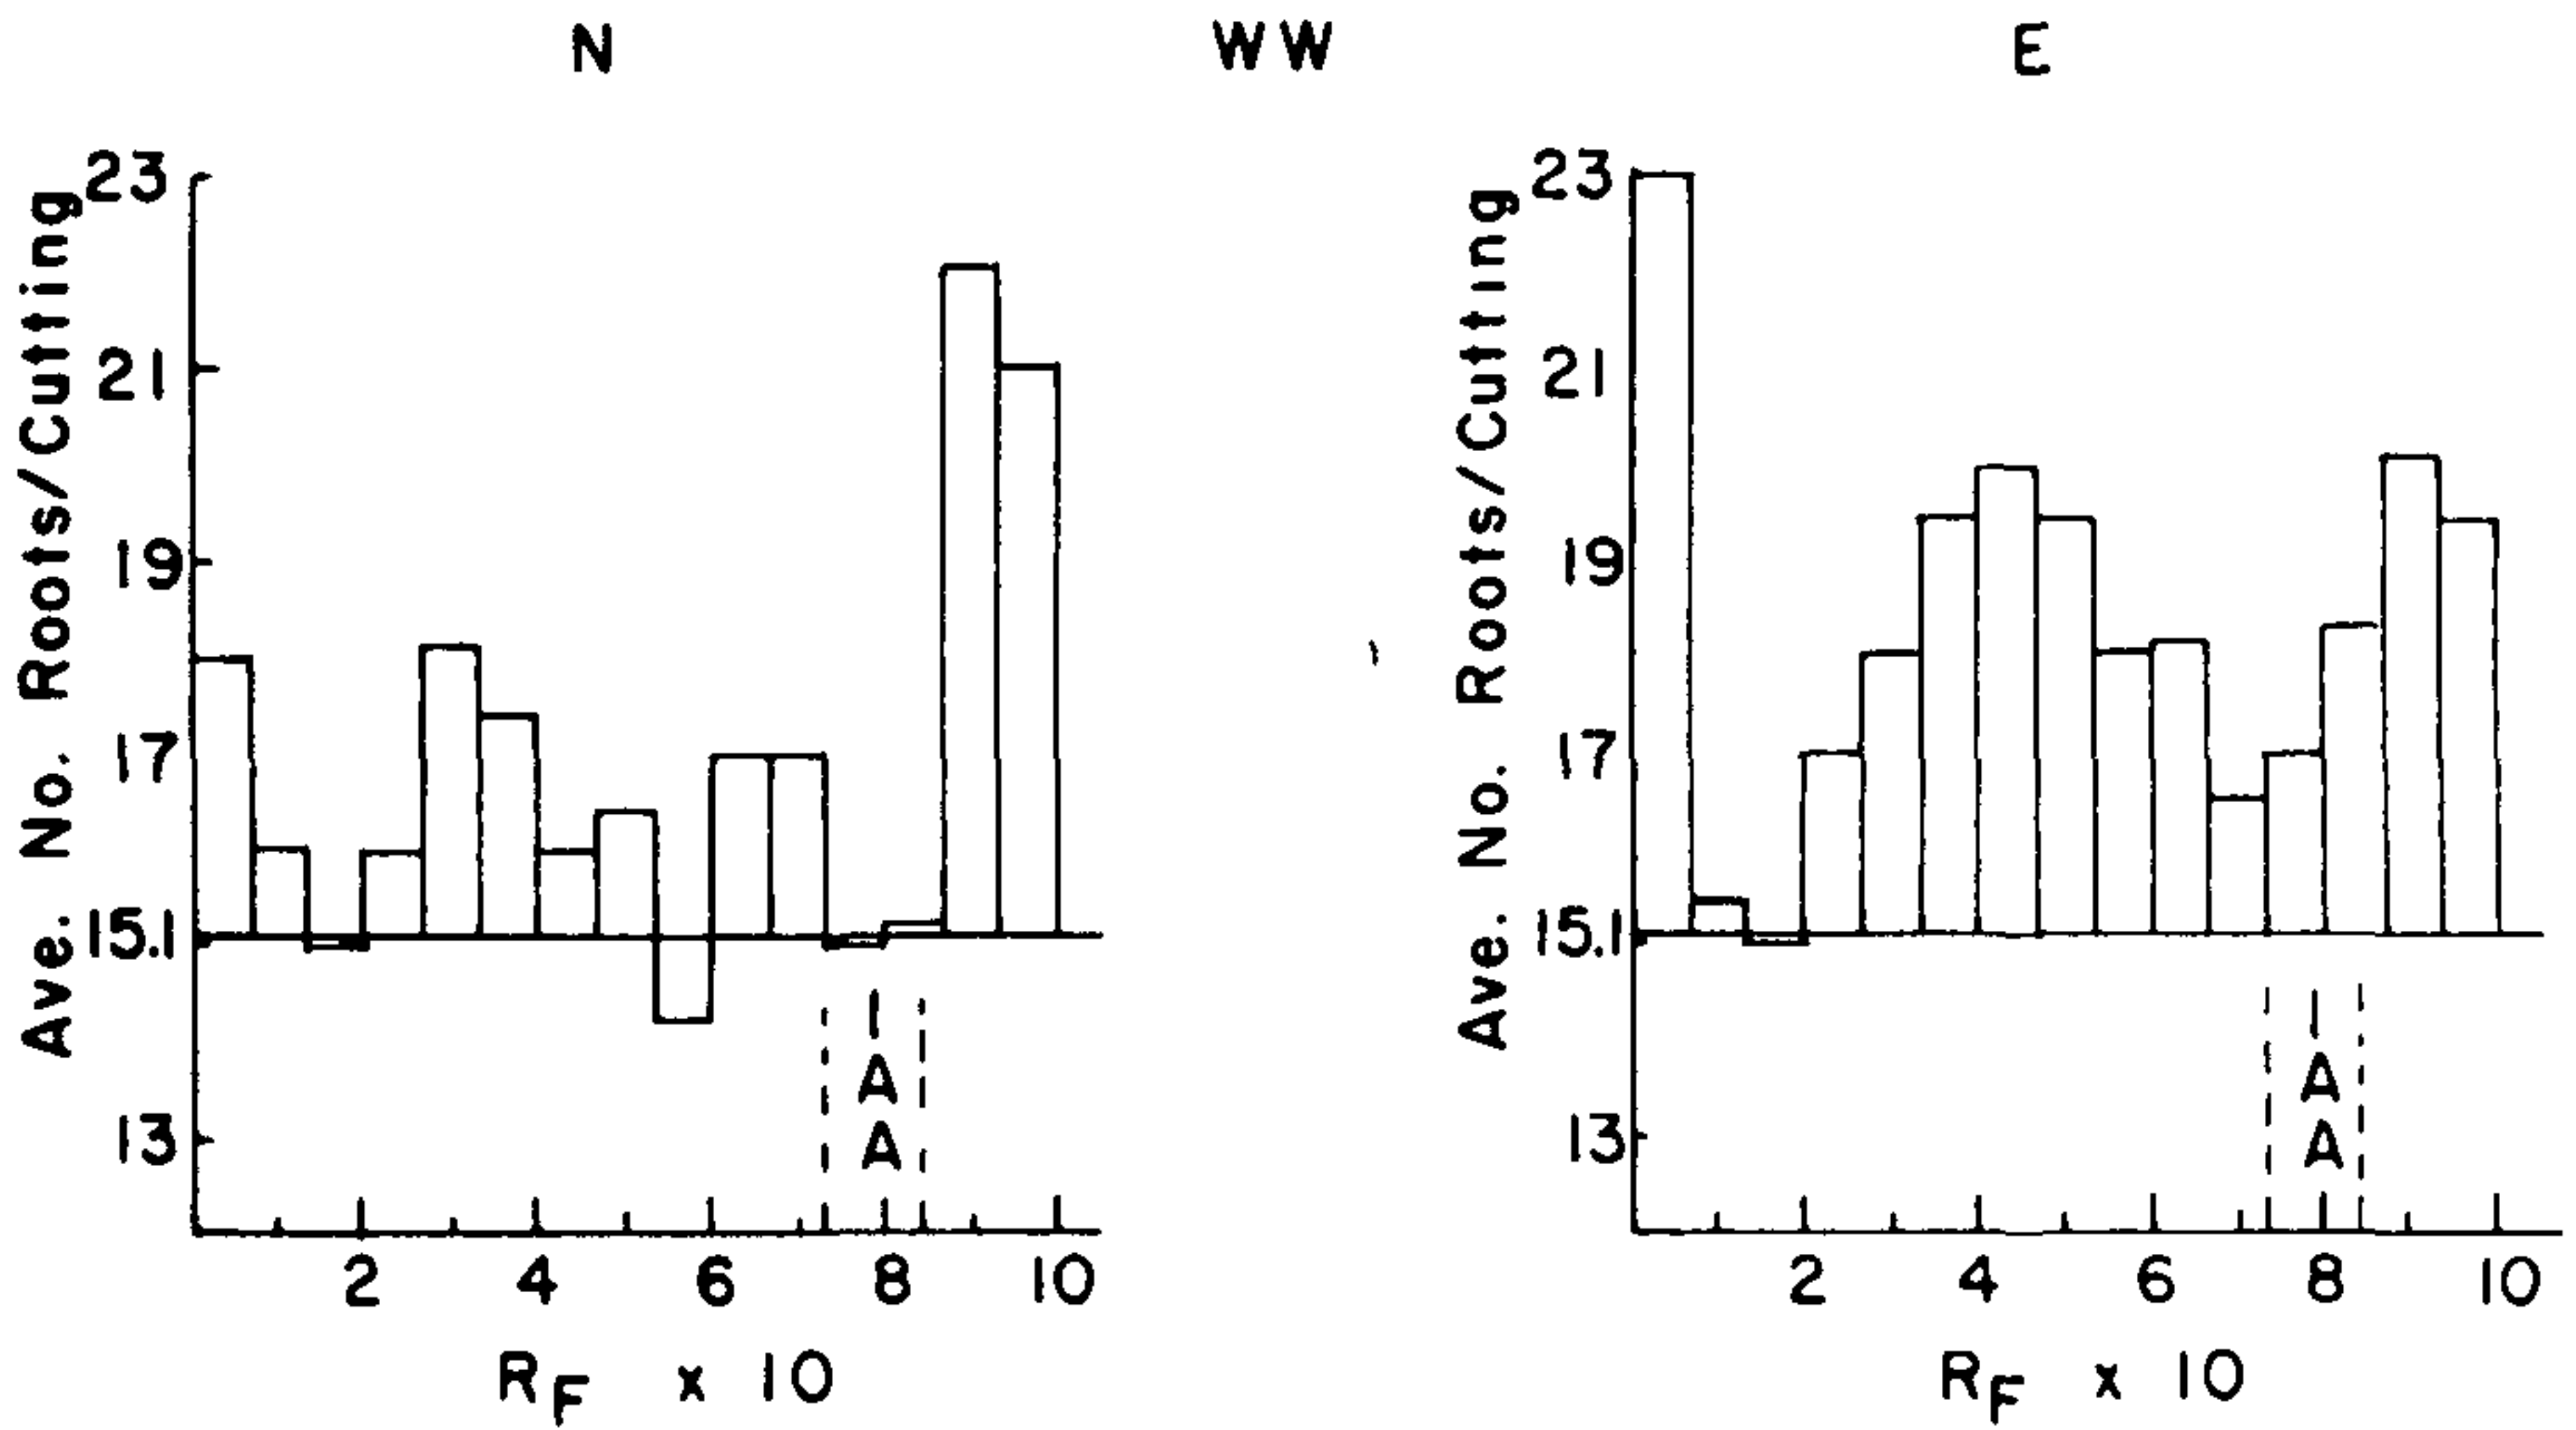 N WW E
Ave. No. Roots/Cutting
23
21
19
17
15.1
13
I
A
A
2 4 6 8 10
R_F x 10
Ave. No. Roots/Cutting
23
21
19
17
15.1
13
I
A
A
2 4 6 8 10
R_F x 10